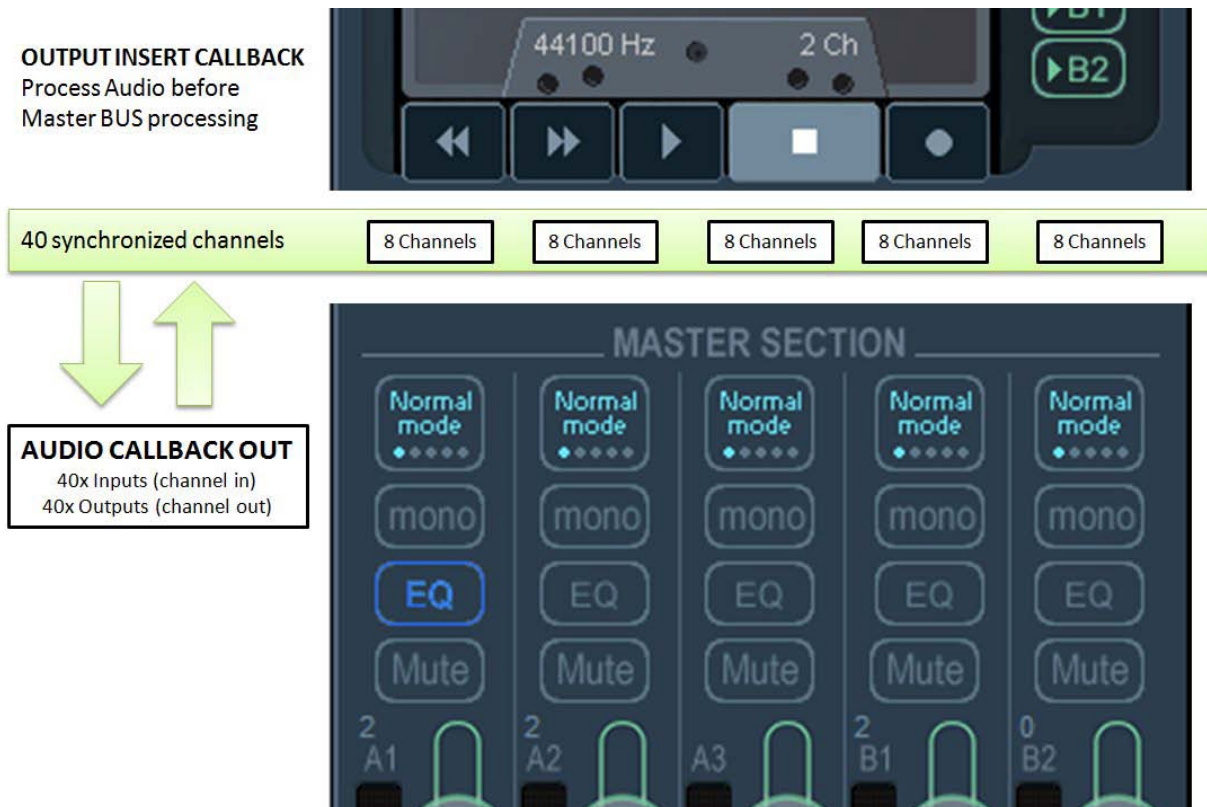 OUTPUT INSERT CALLBACK
Process Audio before
Master BUS processing
44100 Hz
2 Ch
B1
B2
40 synchronized channels
8 Channels
8 Channels
8 Channels
8 Channels
8 Channels
AUDIO CALLBACK OUT
40x Inputs (channel in)
40x Outputs (channel out)
MASTER SECTION
Normal
mode
Normal
mode
Normal
mode
Normal
mode
Normal
mode
mono
mono
mono
mono
mono
EQ
EQ
EQ
EQ
EQ
Mute
Mute
Mute
Mute
Mute
2
A1
2
A2
A3
2
B1
0
B2